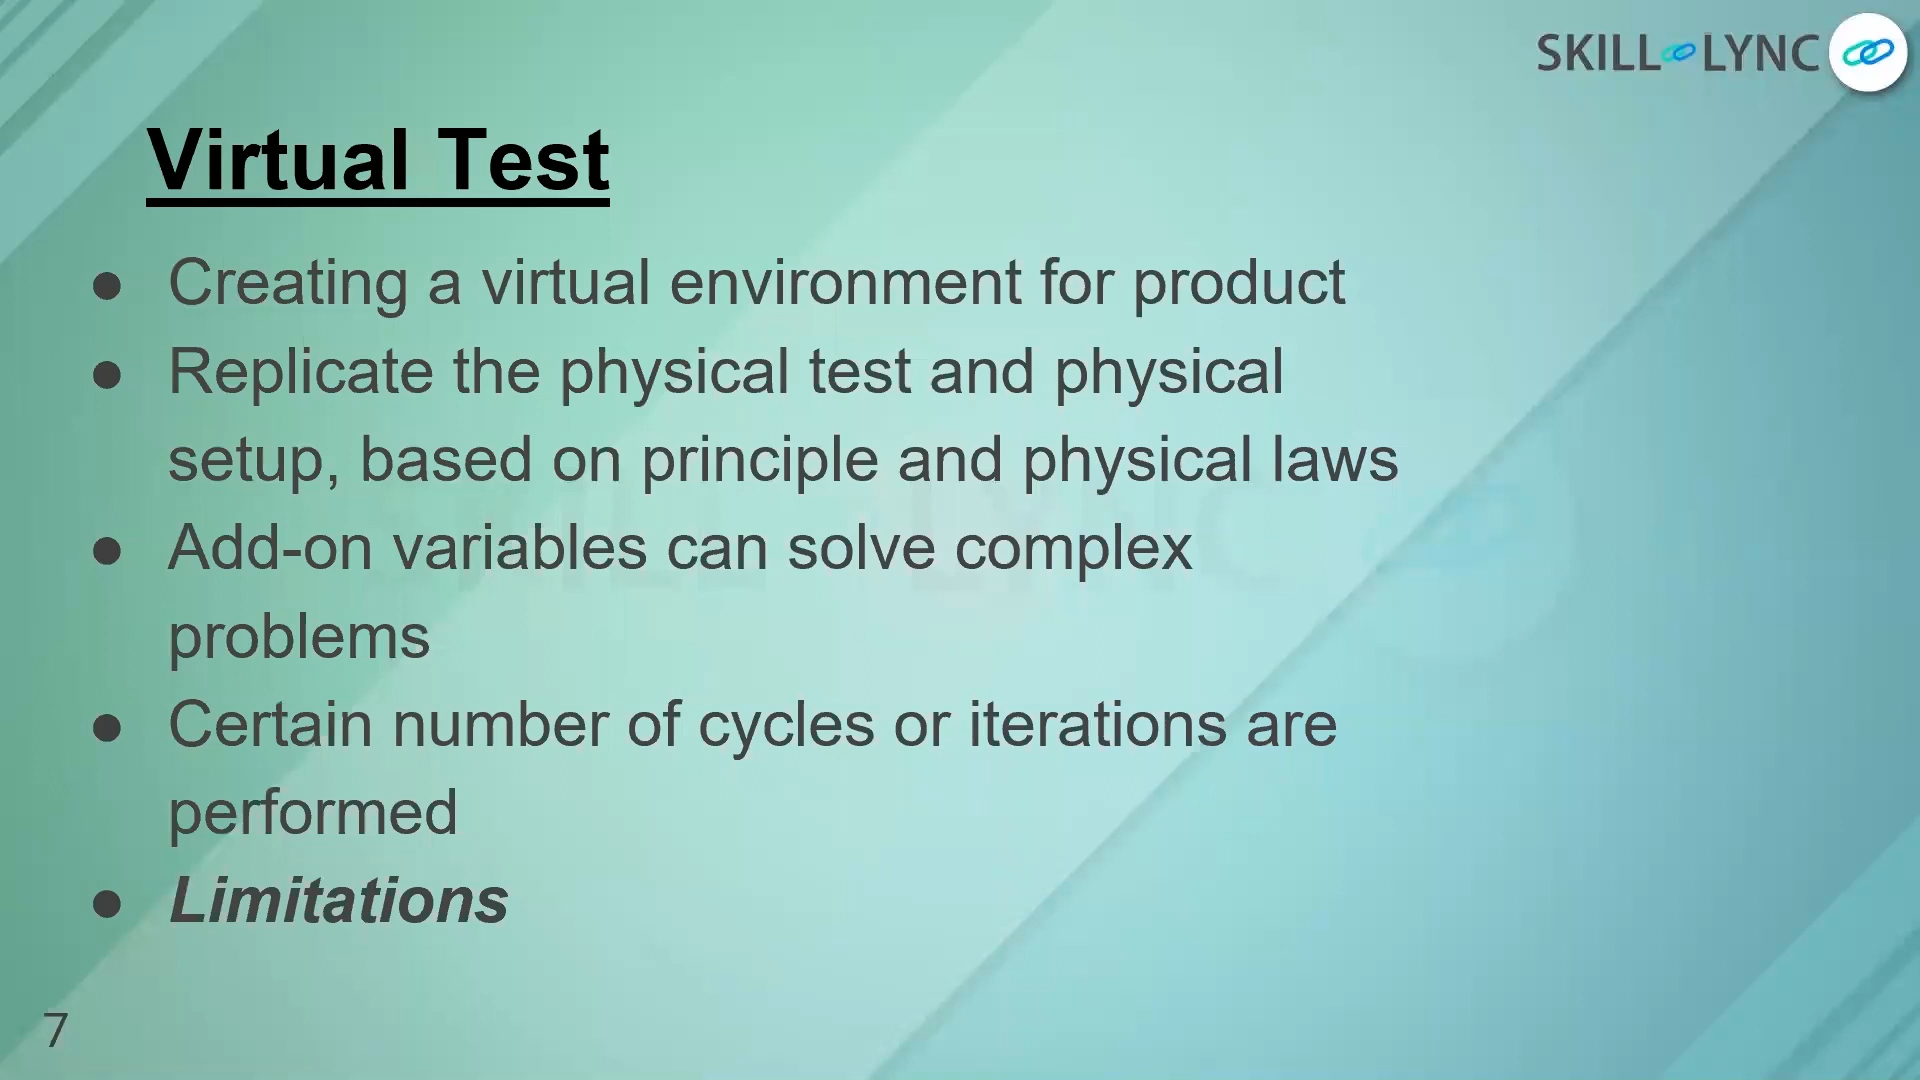 SKILL LYNC
Virtual Test
● Creating a virtual environment for product
● Replicate the physical test and physical
setup, based on principle and physical laws
● Add-on variables can solve complex
problems
● Certain number of cycles or iterations are
performed
● Limitations
7